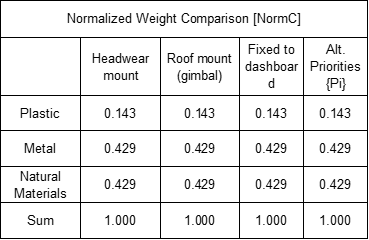 Normalized Weight Comparison [NormC]
Headwear mount Roof mount (gimbal) Fixed to dashboar d Alt. Priorities {Pi}
Plastic 0.143 0.143 0.143 0.143
Metal 0.429 0.429 0.429 0.429
Natural Materials 0.429 0.429 0.429 0.429
Sum 1.000 1.000 1.000 1.000